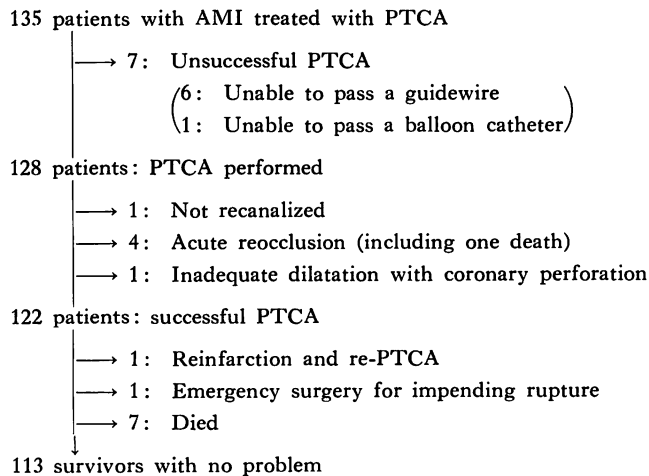 135 patients with AMI treated with PTCA
7: Unsuccessful PTCA
6: Unable to pass a guidewire
1: Unable to pass a balloon catheter
128 patients: PTCA performed
1: Not recanalized
4: Acute reocclusion (including one death)
1: Inadequate dilatation with coronary perforation
122 patients: successful PTCA
1: Reinfarction and re-PTCA
1: Emergency surgery for impending rupture
7: Died
113 survivors with no problem